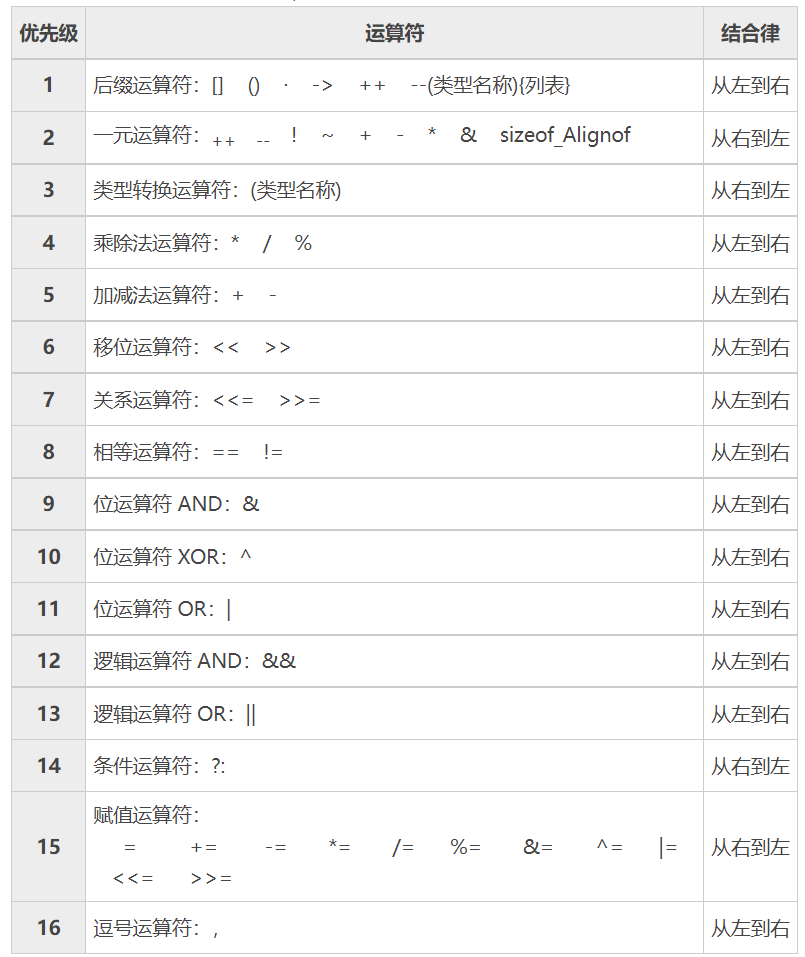 优先级 运算符 结合律
1 后缀运算符：[] () · -> ++ --(类型名称){列表} 从左到右
2 一元运算符：++ -- ! ~ + - * & sizeof_Alignof 从右到左
3 类型转换运算符：(类型名称) 从右到左
4 乘除法运算符：* / % 从左到右
5 加减法运算符：+ - 从左到右
6 移位运算符：<< >> 从左到右
7 关系运算符：<<= >>= 从左到右
8 相等运算符：== != 从左到右
9 位运算符 AND：& 从左到右
10 位运算符 XOR：^ 从左到右
11 位运算符 OR：| 从左到右
12 逻辑运算符 AND：&& 从左到右
13 逻辑运算符 OR：|| 从左到右
14 条件运算符：?: 从右到左
赋值运算符：
15 = += -= *= /= %= &= ^= |= 从右到左
<<= >>=
16 逗号运算符：, 从左到右